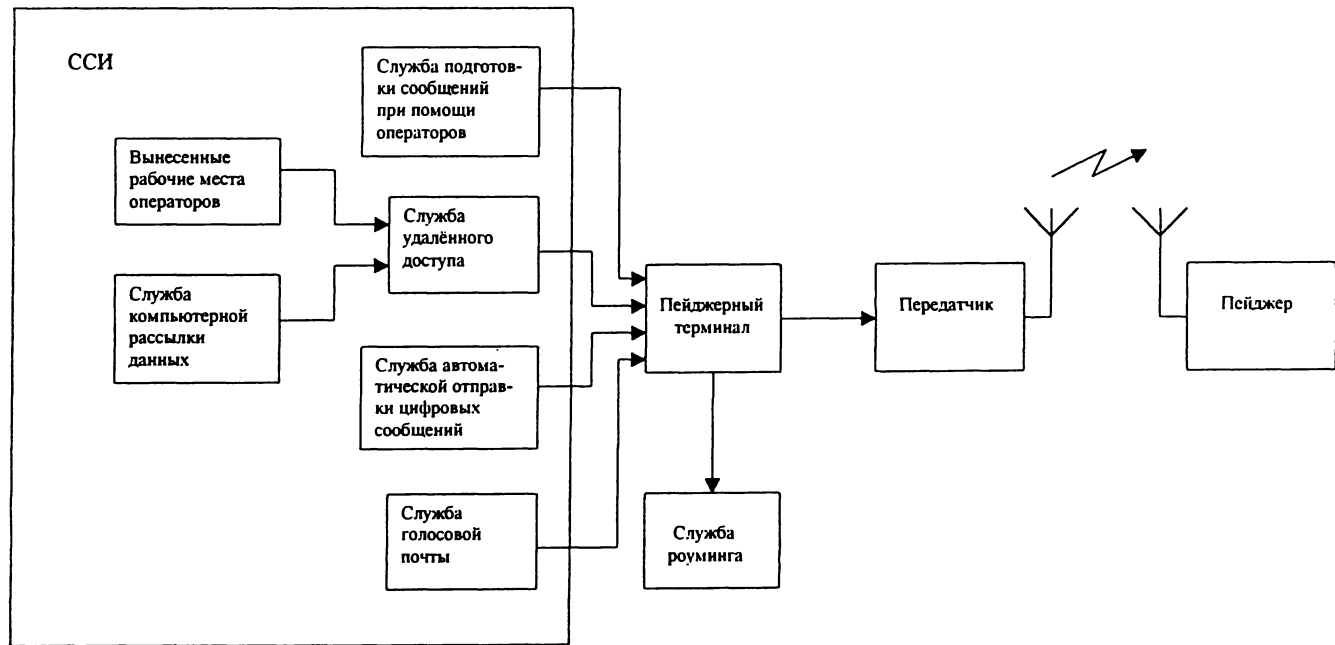 ССИ
Служба подготов-
ки сообщений
при помощи
операторов
Вынесенные
рабочие места
операторов
Служба
удалённого
доступа
Служба
компьютерной
рассылки
данных
Служба автома-
тической отправ-
ки цифровых
сообщений
Служба
голосовой
почты
Пейджерный
терминал
Служба
роуминга
Передатчик
Пейджер